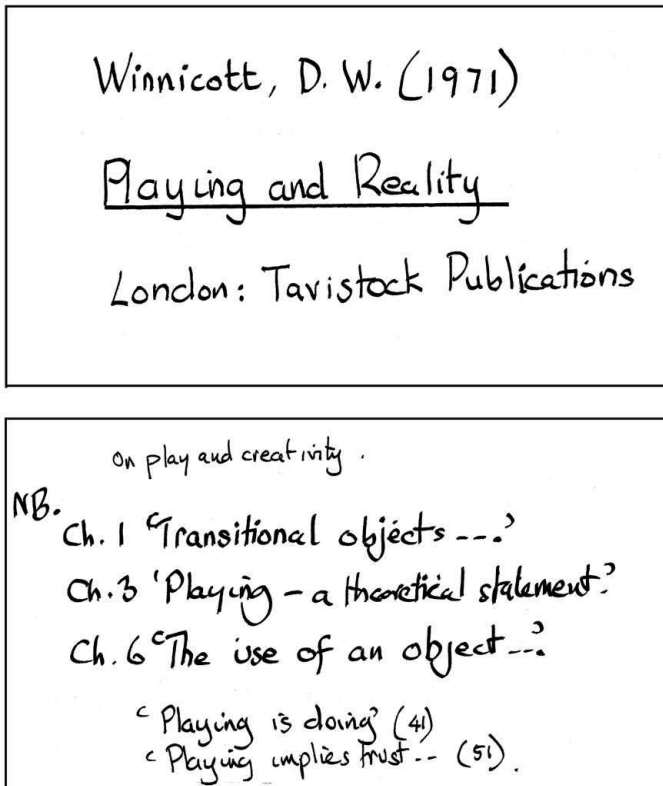 Winnicott, D. W. (1971)
Playing and Reality
London: Tavistock Publications
On play and creativity.
NB.
Ch. 1 'Transitional objects ---.'
Ch. 3 'Playing – a theoretical statement.'
Ch. 6 'The use of an object --.'
'Playing is doing' (41)
'Playing implies trust -- (51).